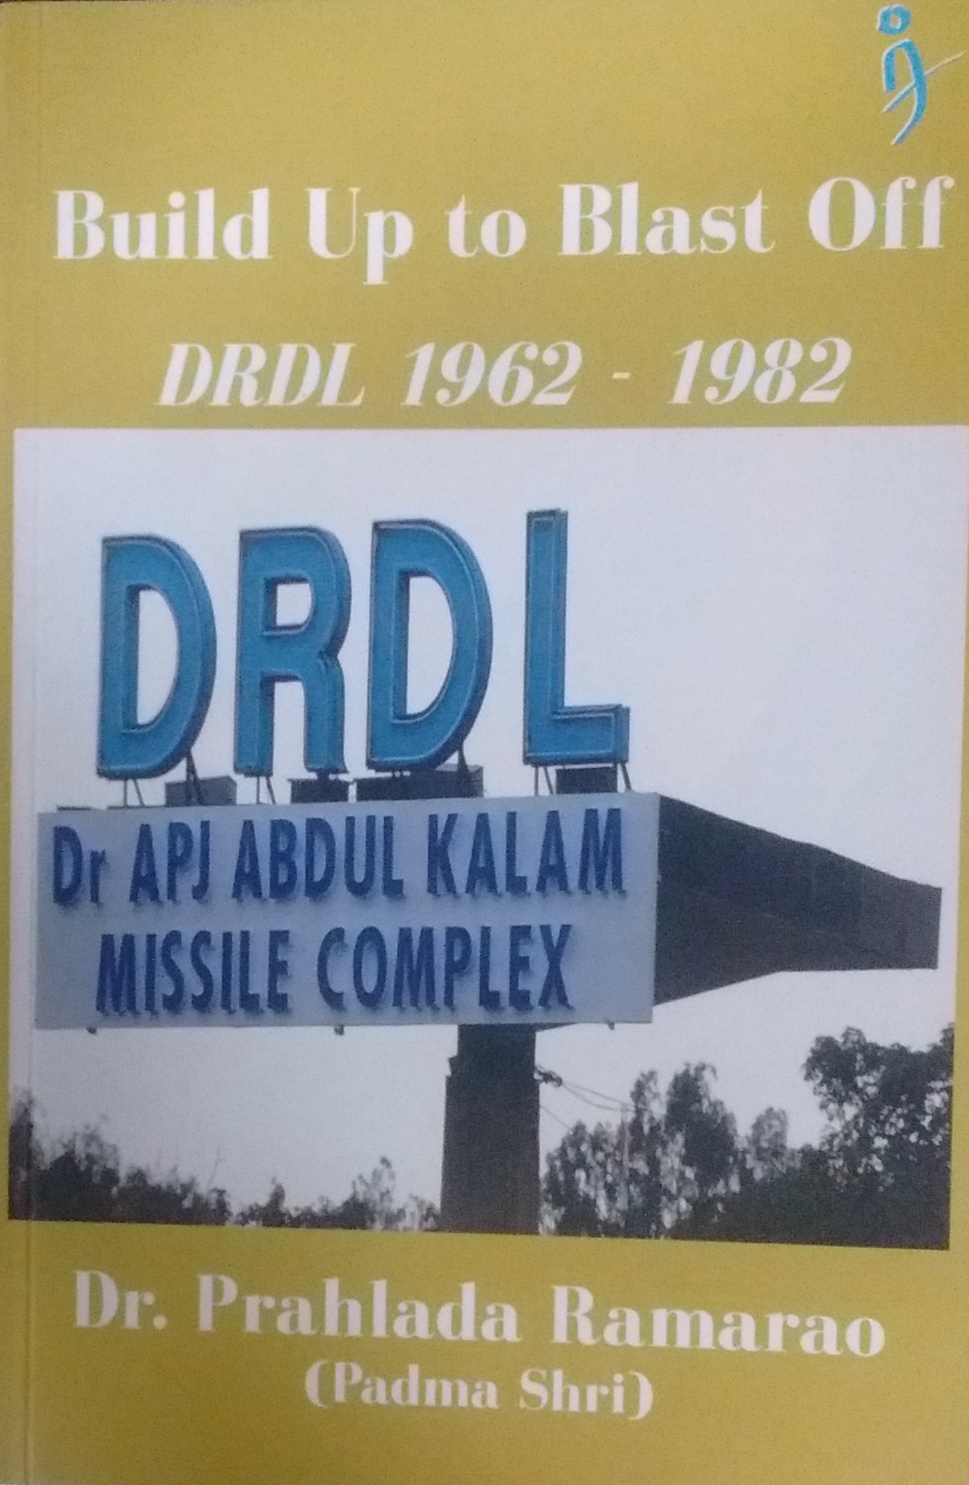 Build Up to Blast Off
DRDL 1962 - 1982
DRDL
Dr APJ ABDUL KALAM
MISSILE COMPLEX
Dr. Prahlada Ramarao
(Padma Shri)